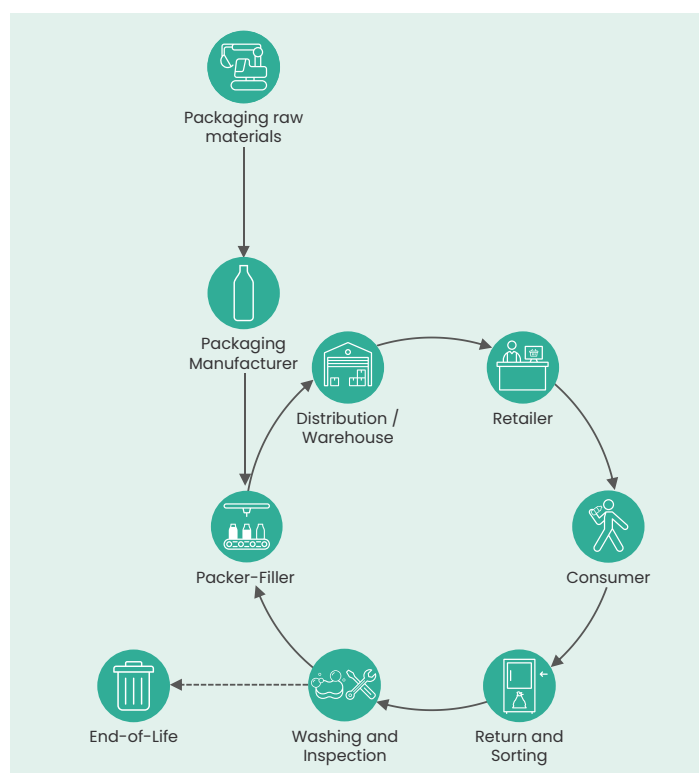 Packaging raw
materials
Packaging
Manufacturer
Distribution /
Warehouse
Retailer
Packer-Filler
Consumer
End-of-Life
Washing and
Inspection
Return and
Sorting